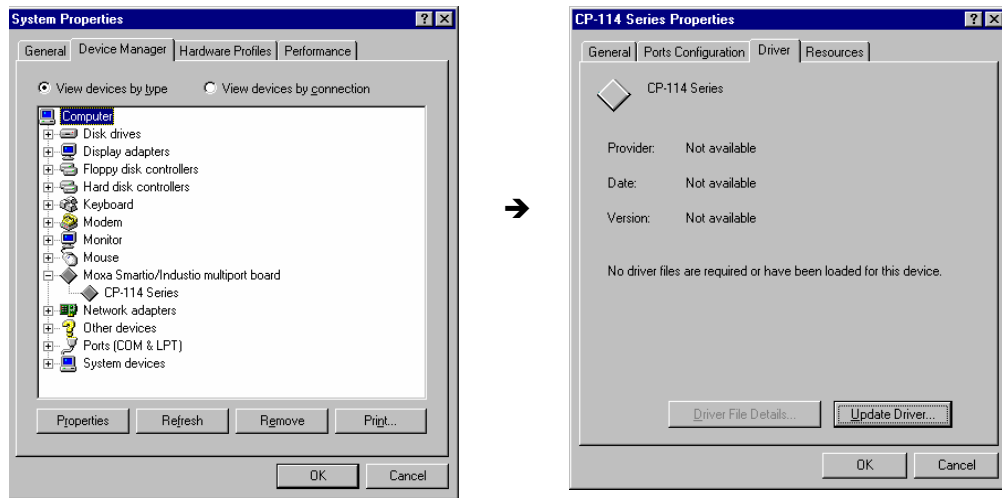 System Properties
General Device Manager Hardware Profiles Performance
View devices by type View devices by connection
Computer
Disk drives
Display adapters
Floppy disk controllers
Hard disk controllers
Keyboard
Modem
Monitor
Mouse
Moxa Smartio/Industio multiport board
CP-114 Series
Network adapters
Other devices
Ports (COM & LPT)
System devices
Properties Refresh Remove Print...
OK Cancel
CP-114 Series Properties
General Ports Configuration Driver Resources
CP-114 Series
Provider: Not available
Date: Not available
Version: Not available
No driver files are required or have been loaded for this device.
Driver File Details... Update Driver...
OK Cancel